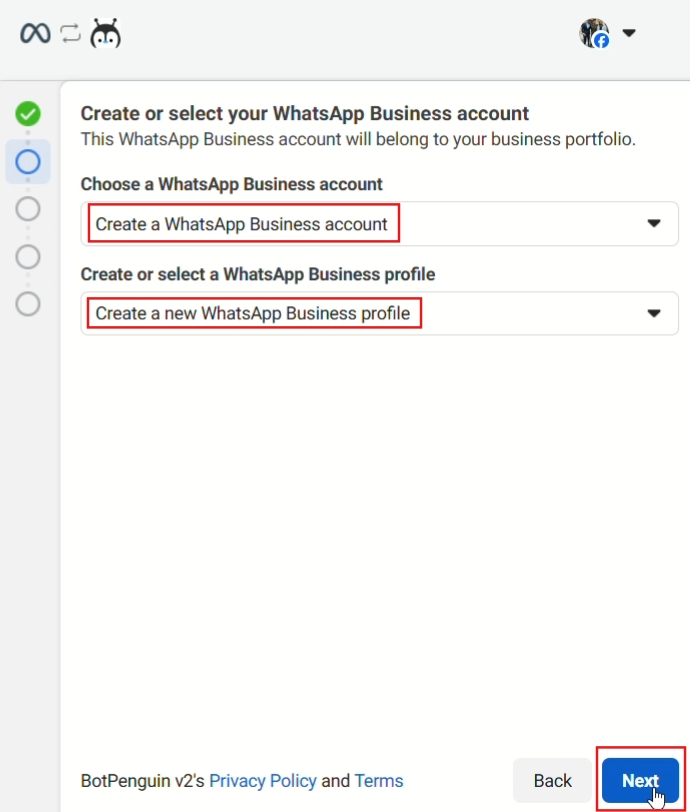 Create or select your WhatsApp Business account
This WhatsApp Business account will belong to your business portfolio.
Choose a WhatsApp Business account
Create a WhatsApp Business account
Create or select a WhatsApp Business profile
Create a new WhatsApp Business profile
BotPenguin v2's Privacy Policy and Terms
Back
Next